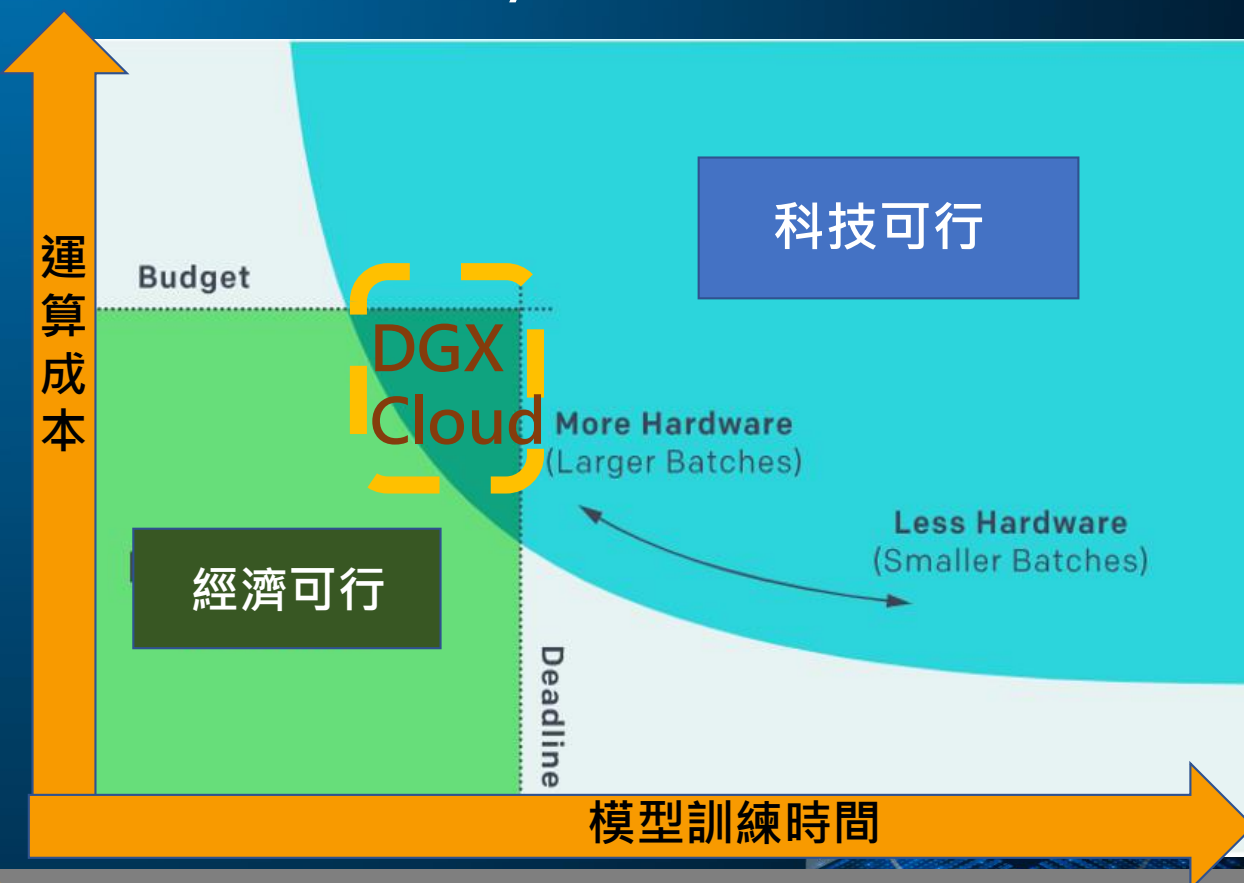 運算成本
Budget
科技可行
DGX
Cloud
More Hardware
(Larger Batches)
Less Hardware
(Smaller Batches)
經濟可行
Deadline
模型訓練時間